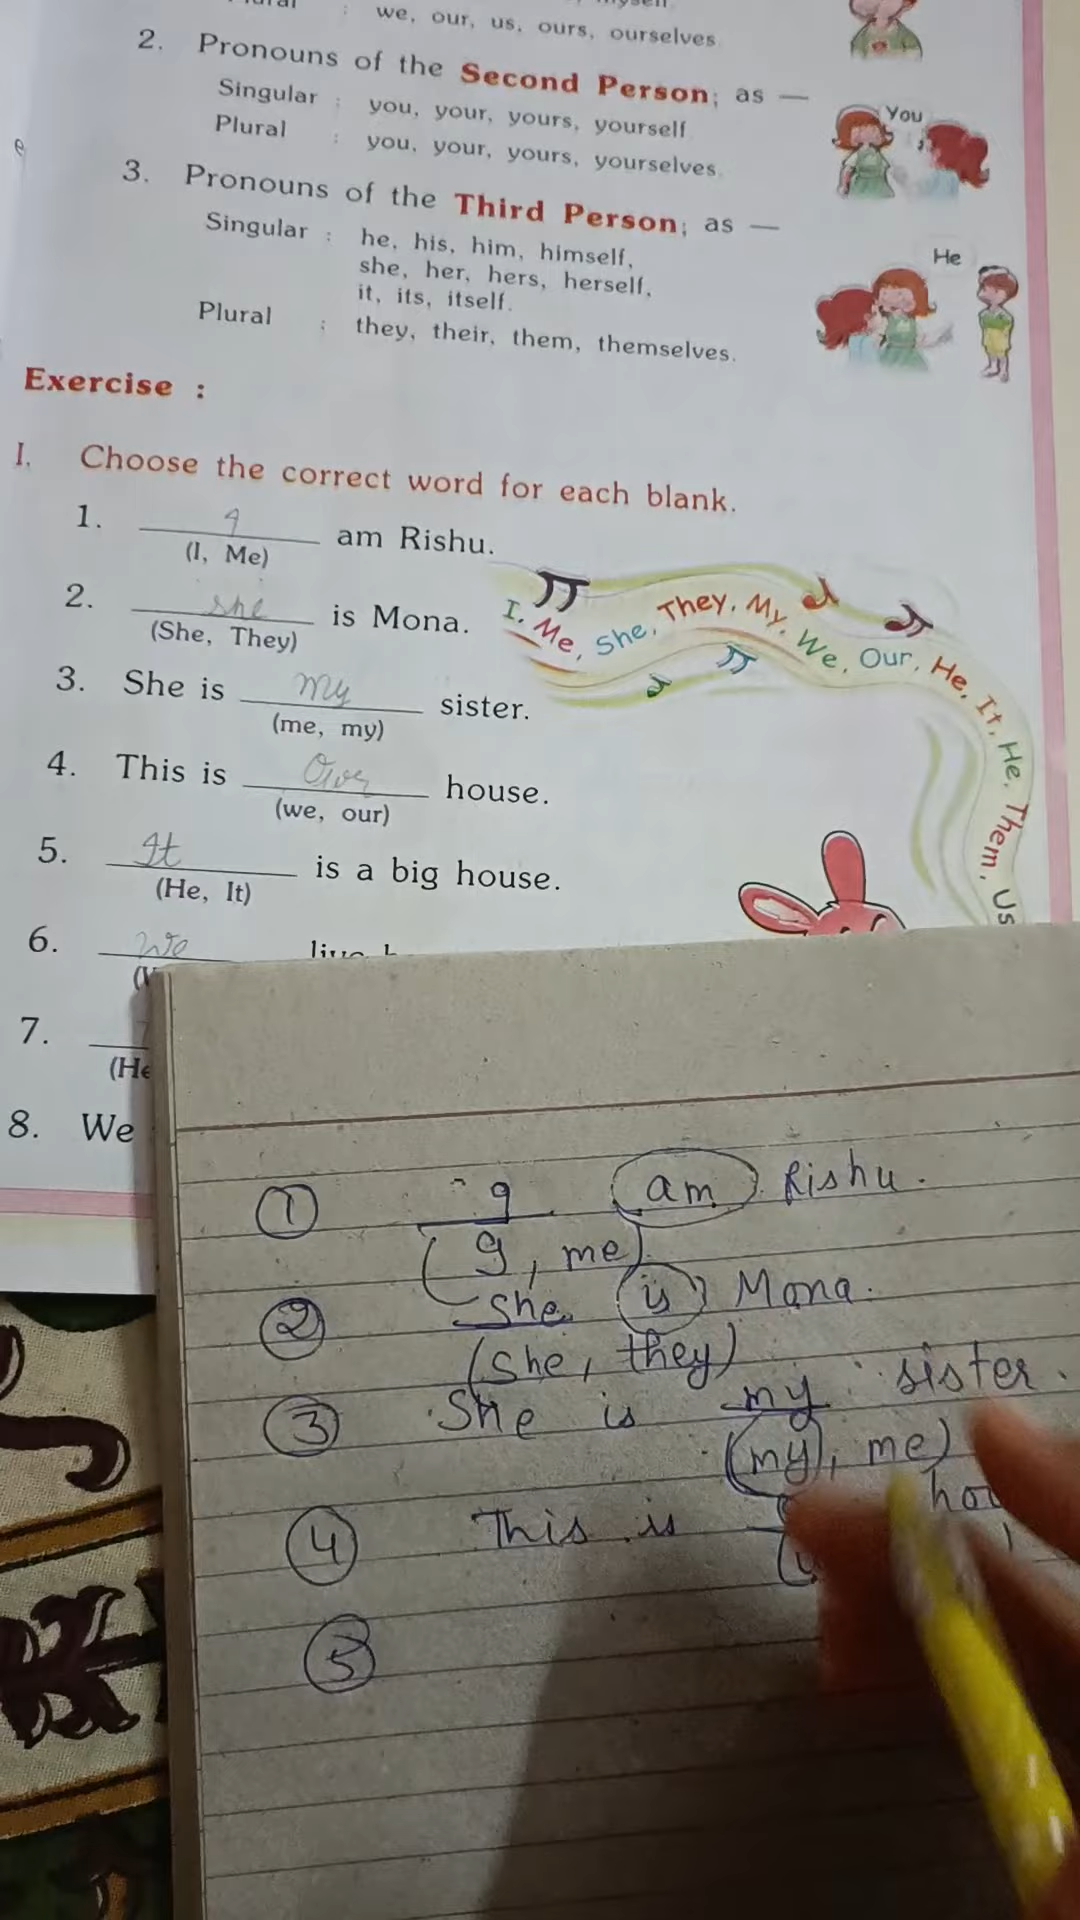 we, our, us, ours, ourselves.
2. Pronouns of the Second Person; as —
Singular : you, your, yours, yourself.
Plural : you, your, yours, yourselves.
You
3. Pronouns of the Third Person; as —
Singular : he, his, him, himself,
she, her, hers, herself,
it, its, itself.
Plural : they, their, them, themselves.
He
Exercise :
I. Choose the correct word for each blank.
1. I am Rishu.
(I, Me)
2. she is Mona.
(She, They)
I, Me, She, They, My, We, Our, He, It, He, Them, Us
3. She is my sister.
(me, my)
4. This is Our house.
(we, our)
5. It is a big house.
(He, It)
6. We
7.
8. We
① I am Rishu.
(I, me)
② She is Mona.
(She, they)
③ She is my sister.
(my, me)
④ This is
⑤